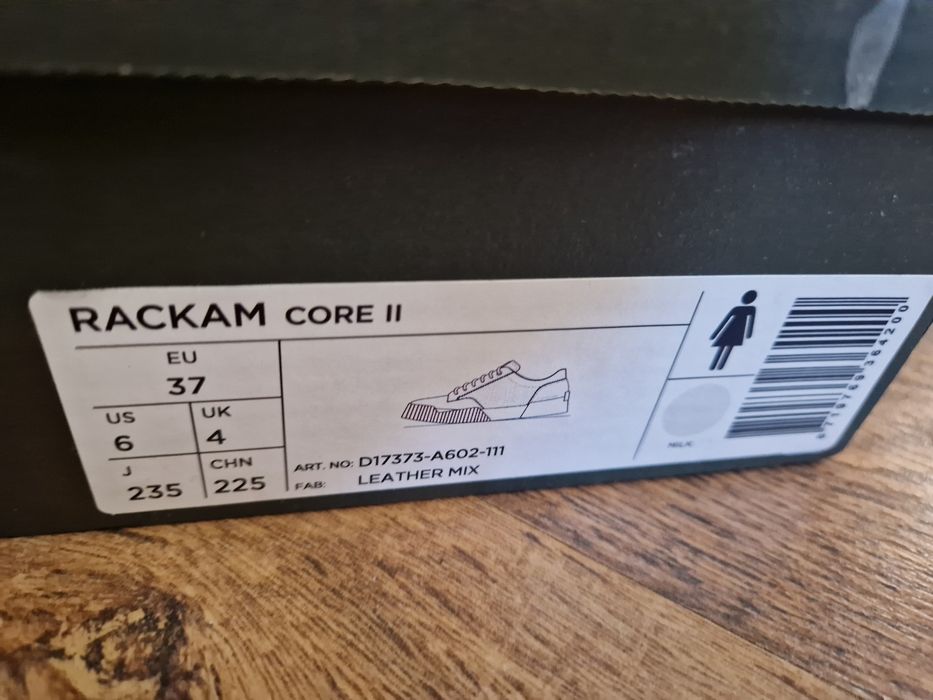 RACKAM CORE II
EU
37
US
6
UK
4
J
235
CHN
225
ART. NO: D17373-A602-111
FAB: LEATHER MIX
MILK
8719769364200